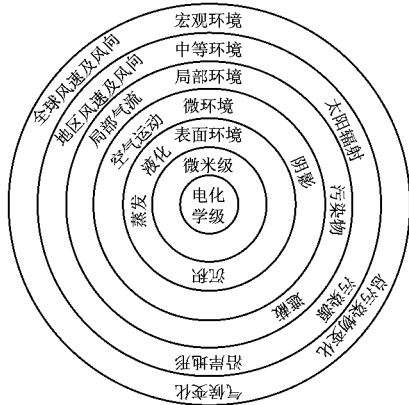 宏观环境
中等环境
局部环境
微环境
表面环境
微米级
电化
学级
全球风速及风向
地区风速及风向
局部气流
空气运动
液化
蒸发
太阳辐射
阴影
污染物
沉积
遮蔽
污染源
总污染物变化
沿岸地形
气候变化